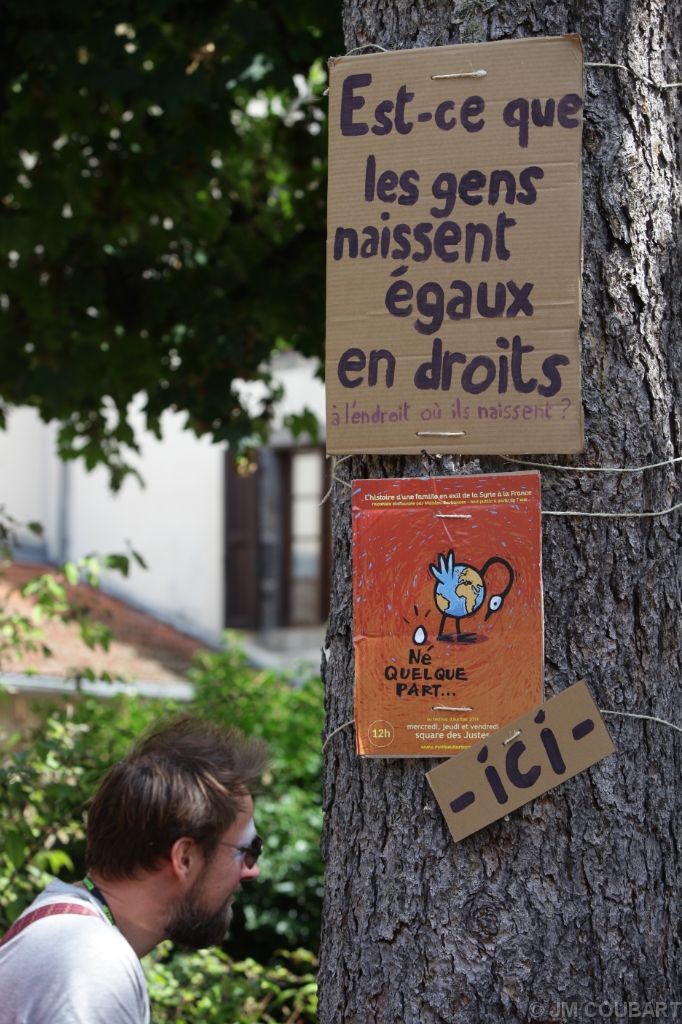 Est-ce que
les gens
naissent
égaux
en droits
à l'endroit où ils naissent ?
L'histoire d'une famille en exil de la Syrie à la France
Né
QUELQUE
PART...
12h
mercredi, jeudi et vendredi
square des Justes
-ici-
© JM COUBART